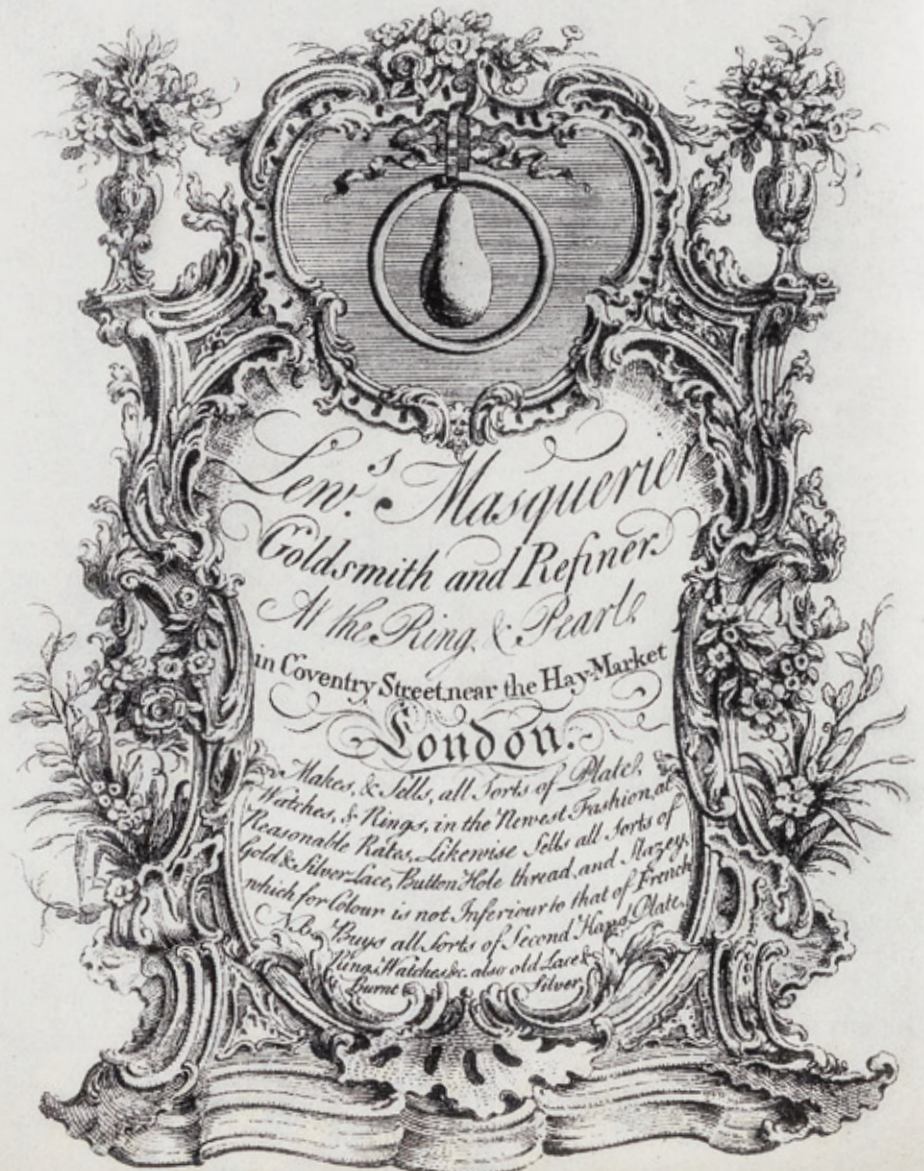 Lew.s Masquerier
Goldsmith and Refiner.
At the Ring & Pearl,
in Coventry Street, near the Hay-Market
London.
Makes, & Sells, all Sorts of Plate,
Watches, & Rings, in the Newest Fashion, at
Reasonable Rates, Likewise Sells all Sorts of
Gold & Silver Lace, Button Hole thread, and
which for Colour is not Inferiour to that of French
NB. Buys all Sorts of Second Hand Plate,
Rings, Watches &c. also old Lace &
Burnt Silver